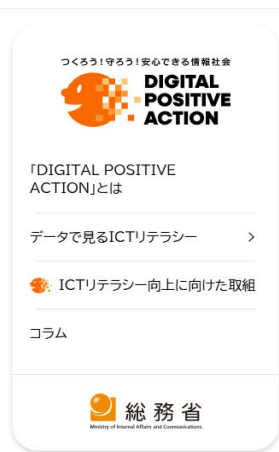 つくろう!守ろう!安心できる情報社会
DIGITAL
POSITIVE
ACTION
「DIGITAL POSITIVE
ACTION」とは
データで見るICTリテラシー
ICTリテラシー向上に向けた取組
コラム
総務省
Ministry of Internal Affairs and Communications